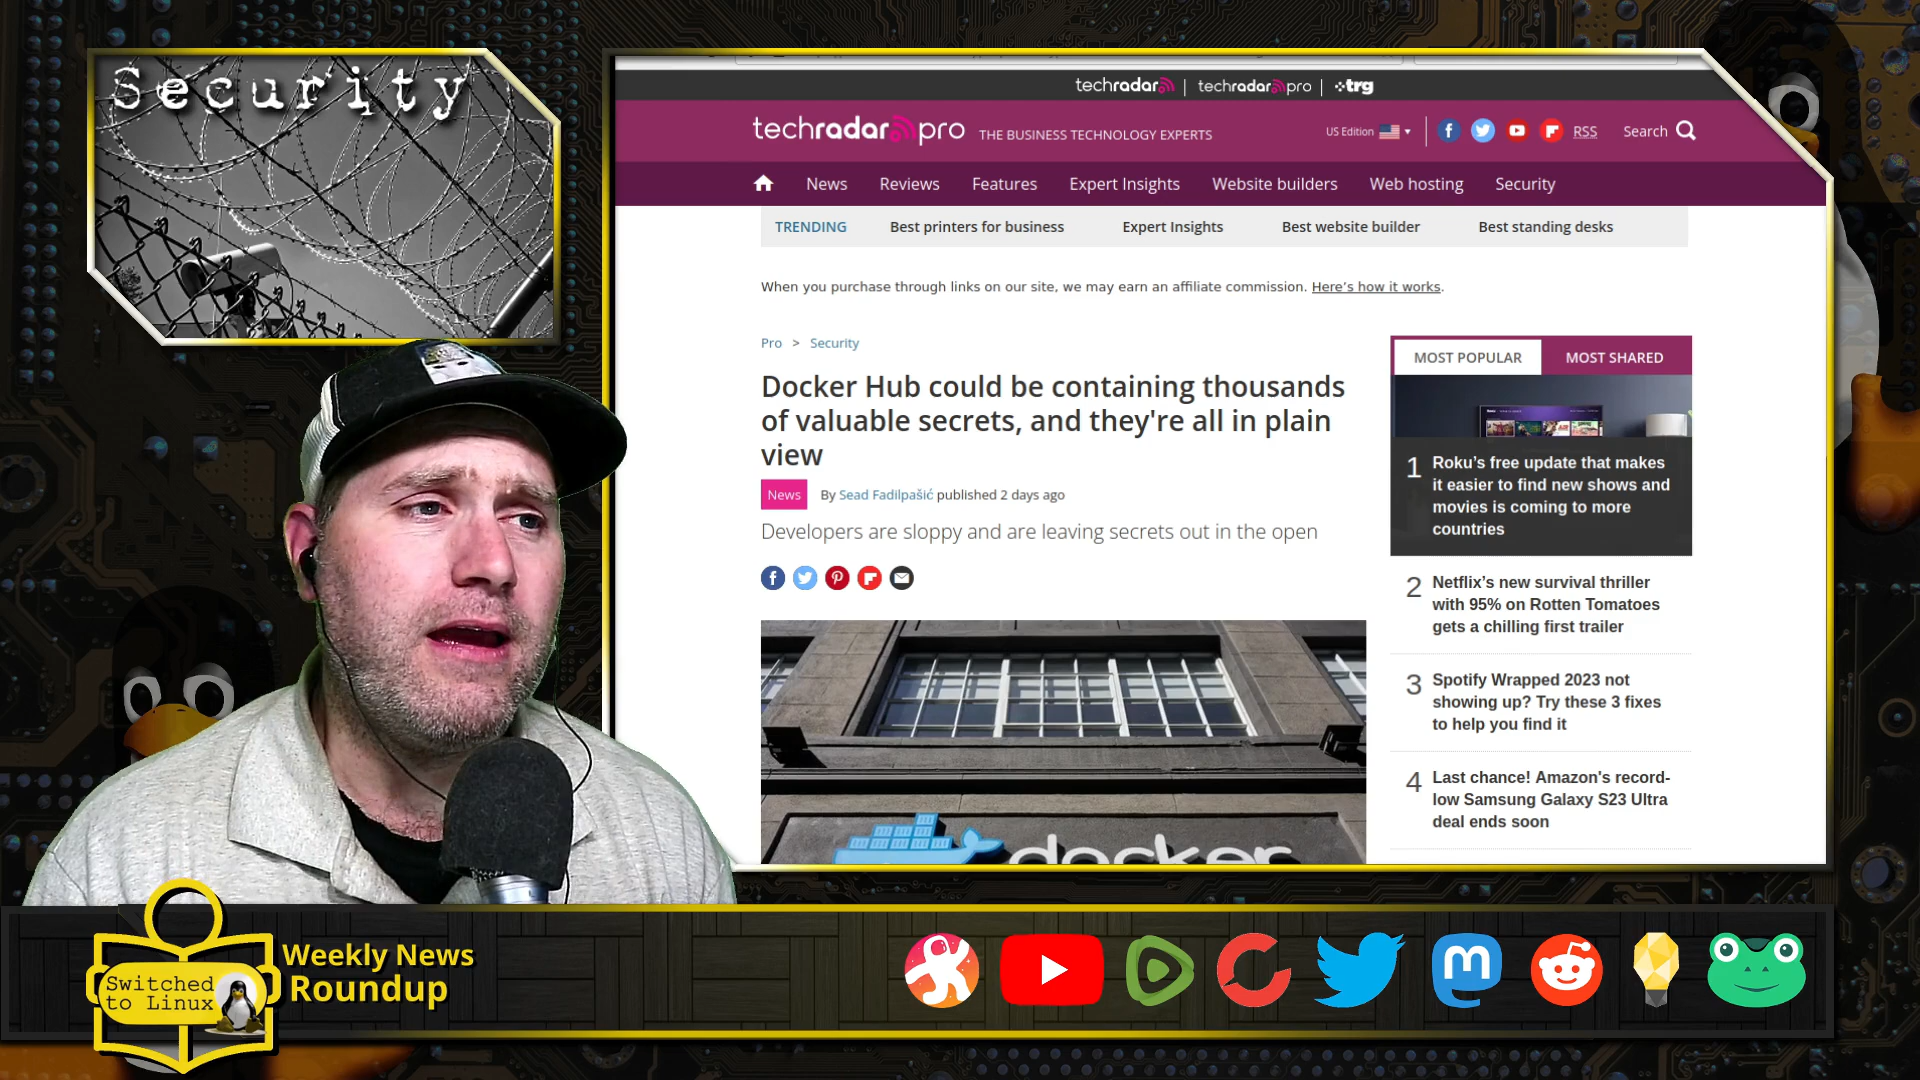 Security
techradar | techradar pro | trg
techradar pro THE BUSINESS TECHNOLOGY EXPERTS
US Edition
RSS
Search
News Reviews Features Expert Insights Website builders Web hosting Security
TRENDING Best printers for business Expert Insights Best website builder Best standing desks
When you purchase through links on our site, we may earn an affiliate commission. Here's how it works.
Pro > Security
Docker Hub could be containing thousands
of valuable secrets, and they're all in plain
view
News By Sead Fadilpašić published 2 days ago
Developers are sloppy and are leaving secrets out in the open
docker
MOST POPULAR MOST SHARED
1 Roku's free update that makes
it easier to find new shows and
movies is coming to more
countries
2 Netflix's new survival thriller
with 95% on Rotten Tomatoes
gets a chilling first trailer
3 Spotify Wrapped 2023 not
showing up? Try these 3 fixes
to help you find it
4 Last chance! Amazon's record-
low Samsung Galaxy S23 Ultra
deal ends soon
Switched
to Linux
Weekly News
Roundup